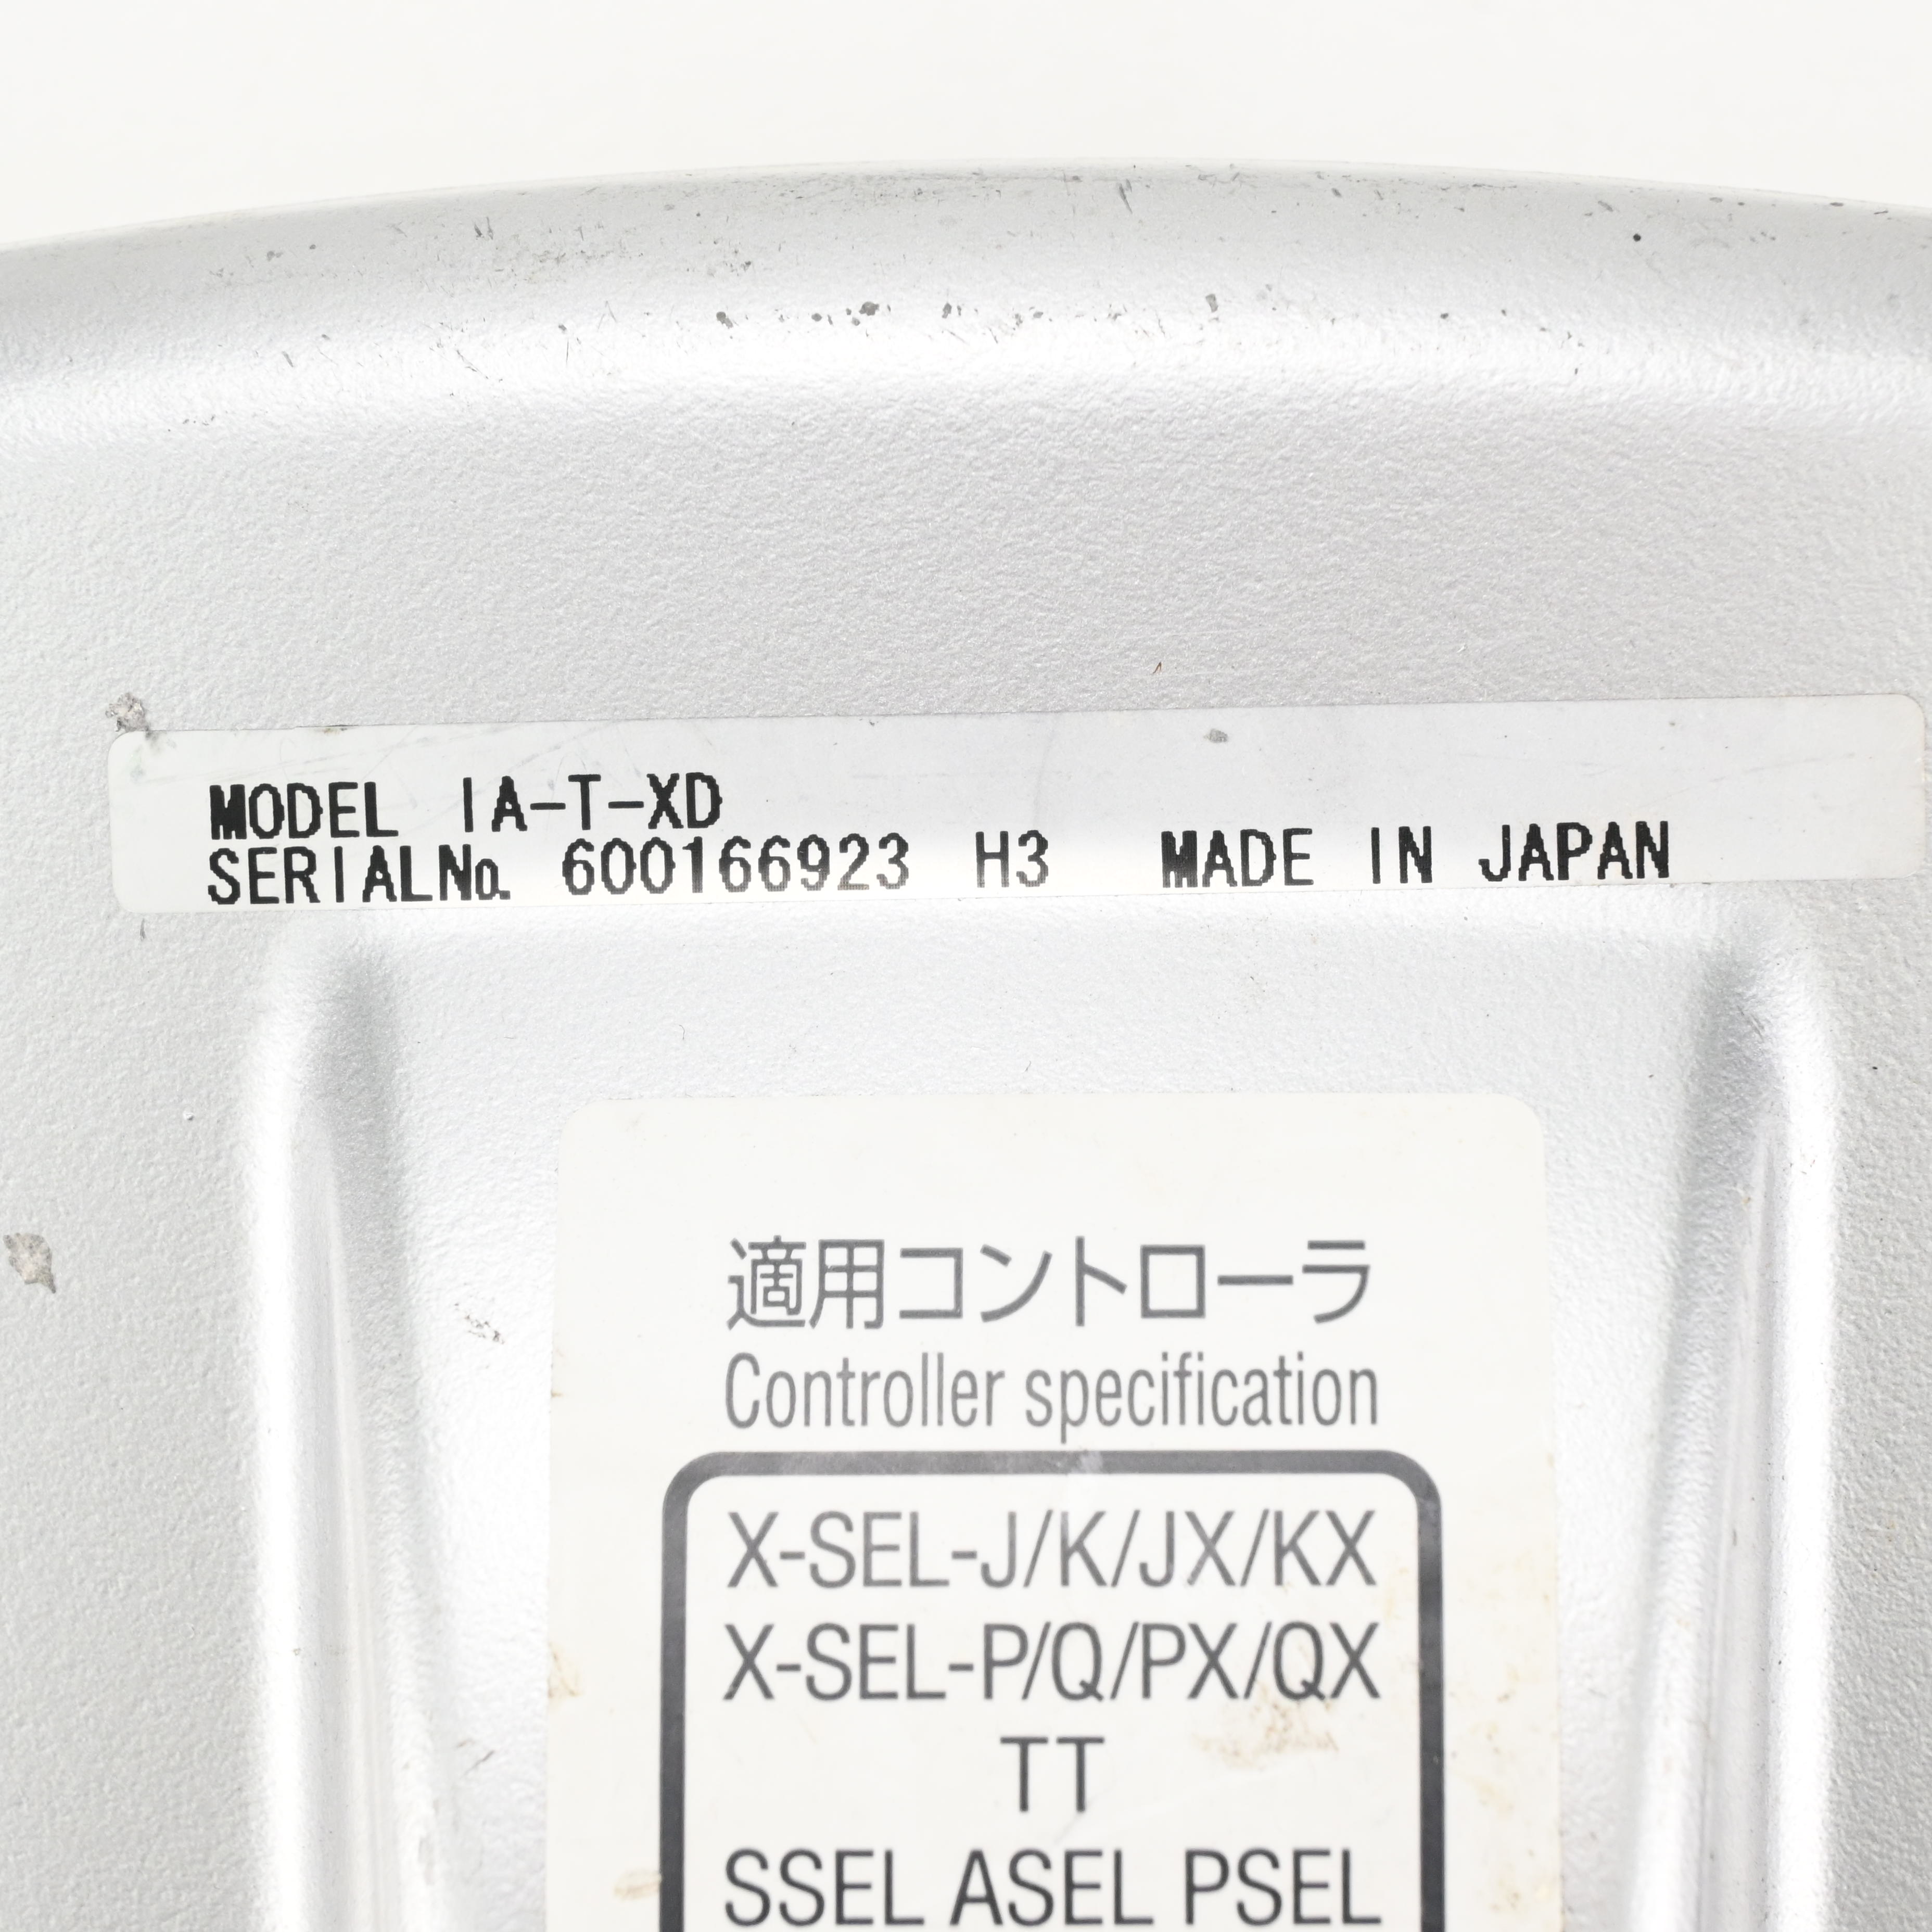 MODEL IA-T-XD
SERIALNo. 600166923 H3 MADE IN JAPAN
適用コントローラ
Controller specification
X-SEL-J/K/JX/KX
X-SEL-P/Q/PX/QX
TT
SSEL ASEL PSEL